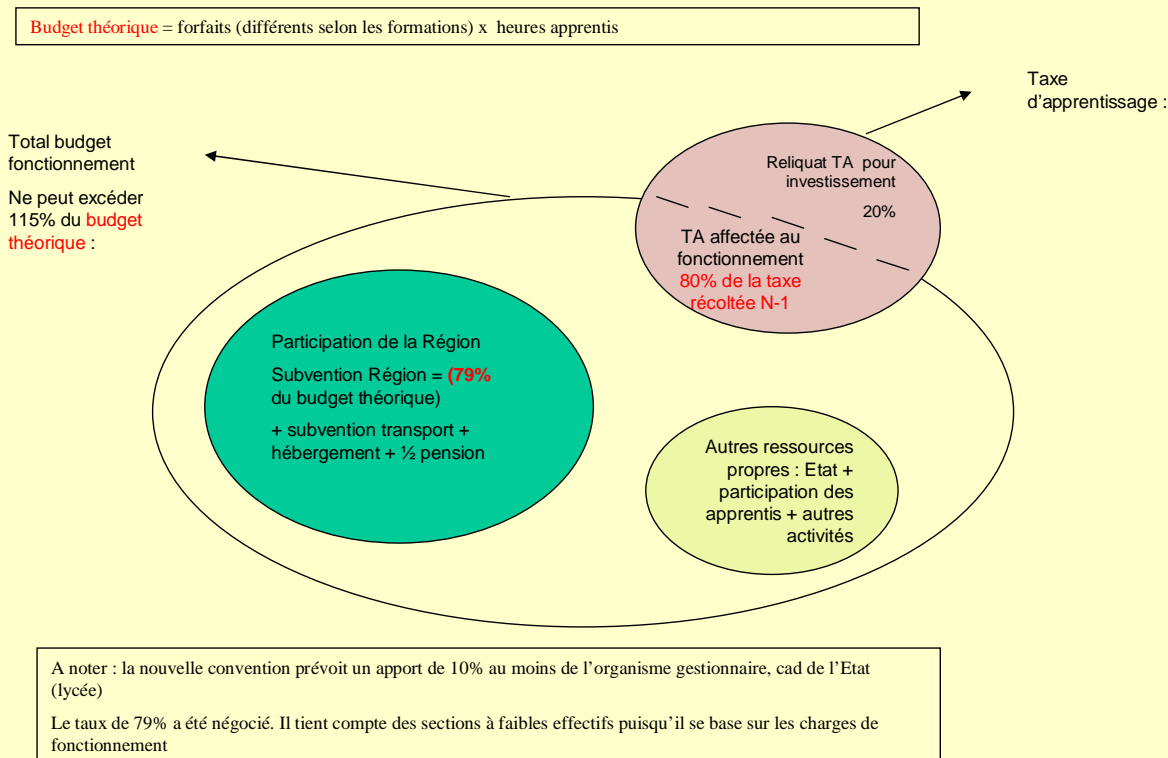 Budget théorique = forfaits (différents selon les formations) x heures apprentis
Taxe
d'apprentissage :
Total budget
fonctionnement
Ne peut excéder
115% du budget
théorique :
Reliquat TA pour
investissement
20%
TA affectée au
fonctionnement
80% de la taxe
récoltée N-1
Participation de la Région
Subvention Région = (79%
du budget théorique)
+ subvention transport +
hébergement + ½ pension
Autres ressources
propres : Etat +
participation des
apprentis + autres
activités
A noter : la nouvelle convention prévoit un apport de 10% au moins de l'organisme gestionnaire, cad de l'Etat
(lycée)
Le taux de 79% a été négocié. Il tient compte des sections à faibles effectifs puisqu'il se base sur les charges de
fonctionnement